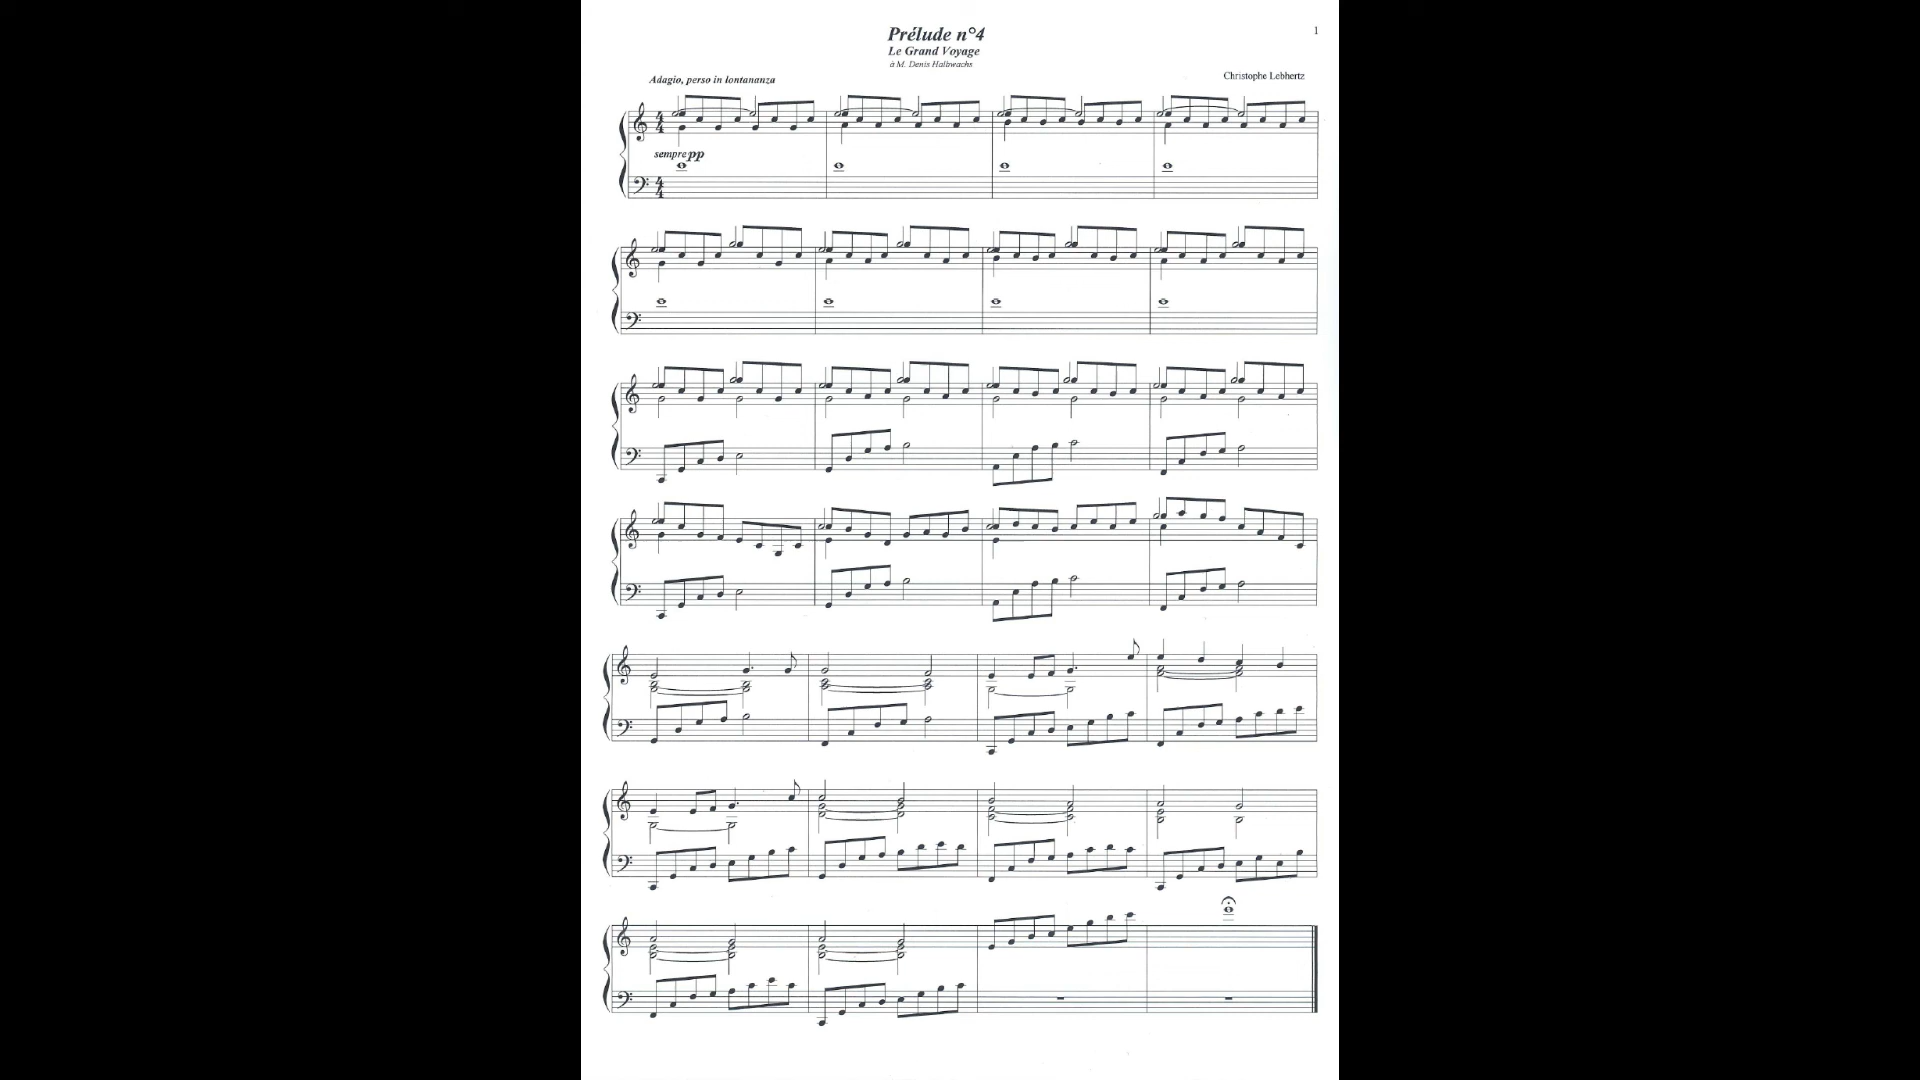 Prélude n°4
1
Le Grand Voyage
à M. Denis Halbwachs
Adagio, perso in lontananza
Christophe Lebhertz
sempre pp